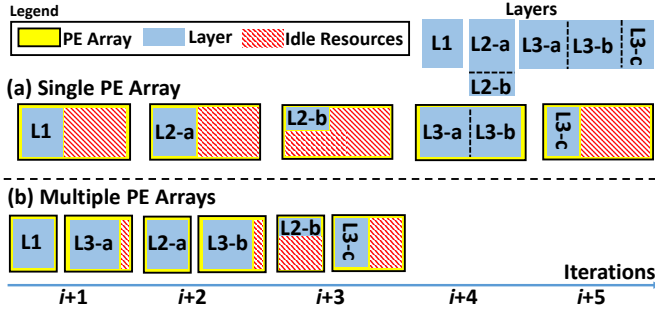 Legend
PE Array Layer Idle Resources
Layers
L1 L2-a L3-a L3-b L3-c
L2-b
(a) Single PE Array
L1 L2-a L2-b L3-a L3-b L3-c
(b) Multiple PE Arrays
L1 L3-a L2-a L3-b L2-b L3-c
Iterations
i+1 i+2 i+3 i+4 i+5